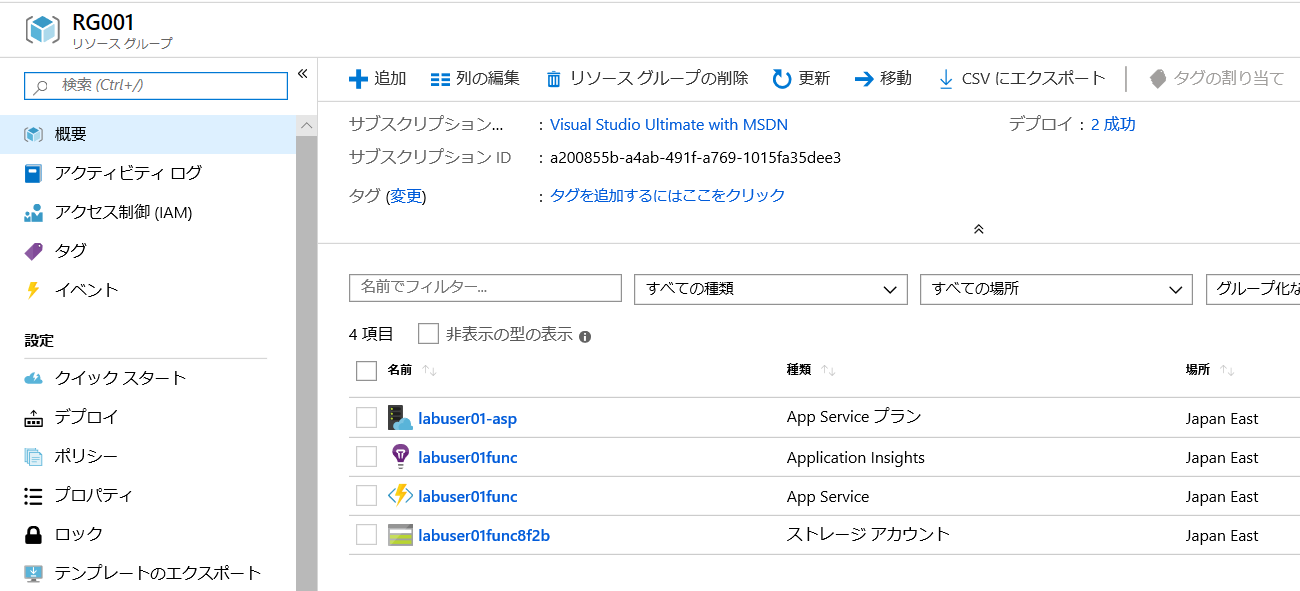 RG001
リソース グループ
検索 (Ctrl+/)
概要
アクティビティ ログ
アクセス制御 (IAM)
タグ
イベント
設定
クイック スタート
デプロイ
ポリシー
プロパティ
ロック
テンプレートのエクスポート
追加 列の編集 リソース グループの削除 更新 移動 CSV にエクスポート タグの割り当て
サブスクリプション... : Visual Studio Ultimate with MSDN デプロイ : 2 成功
サブスクリプション ID : a200855b-a4ab-491f-a769-1015fa35dee3
タグ (変更) : タグを追加するにはここをクリック
名前でフィルター... すべての種類 すべての場所 グループ化な
4 項目 非表示の型の表示
名前 種類 場所
labuser01-asp App Service プラン Japan East
labuser01func Application Insights Japan East
labuser01func App Service Japan East
labuser01func8f2b ストレージ アカウント Japan East